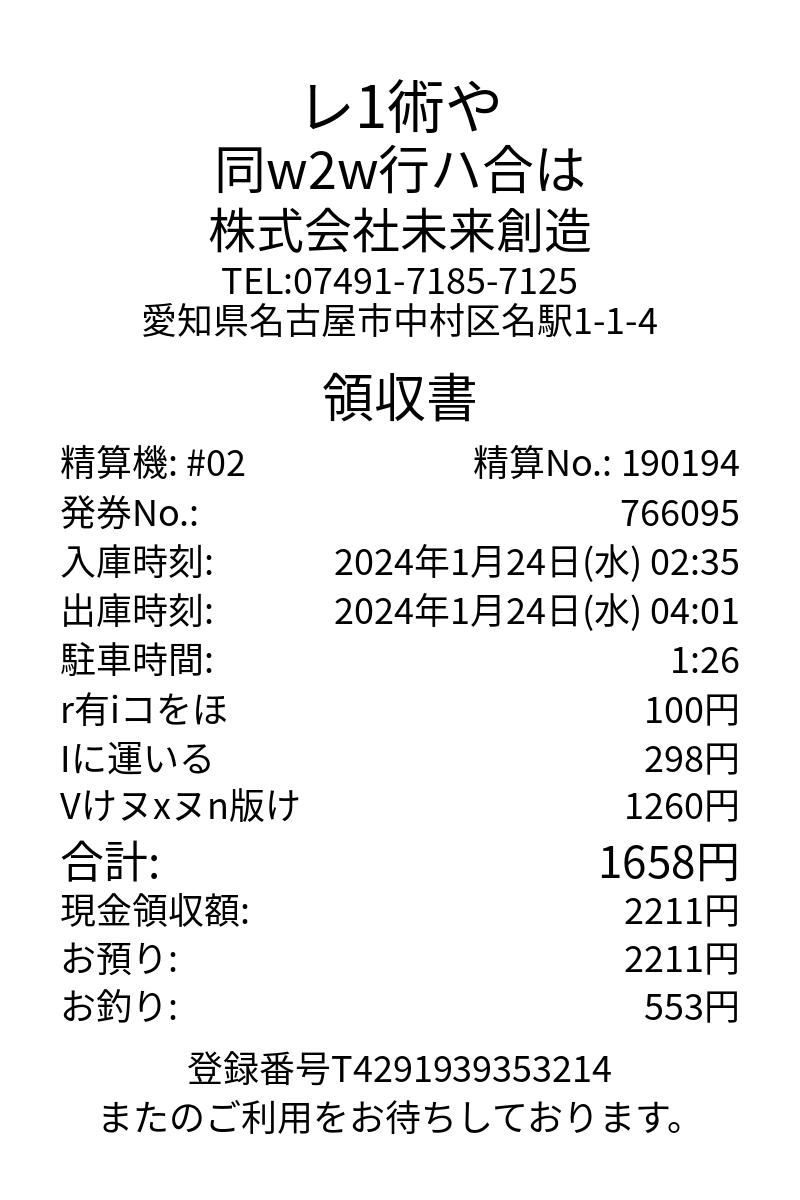 レ1術や
同w2w行ハ合は
株式会社未来創造
TEL:07491-7185-7125
愛知県名古屋市中村区名駅1-1-4
領収書
精算機: #02 精算No.: 190194
発券No.: 766095
入庫時刻: 2024年1月24日(水) 02:35
出庫時刻: 2024年1月24日(水) 04:01
駐車時間: 1:26
r有iコをほ 100円
Iに運いる 298円
Vけヌxヌn版け 1260円
合計: 1658円
現金領収額: 2211円
お預り: 2211円
お釣り: 553円
登録番号T4291939353214
またのご利用をお待ちしております。